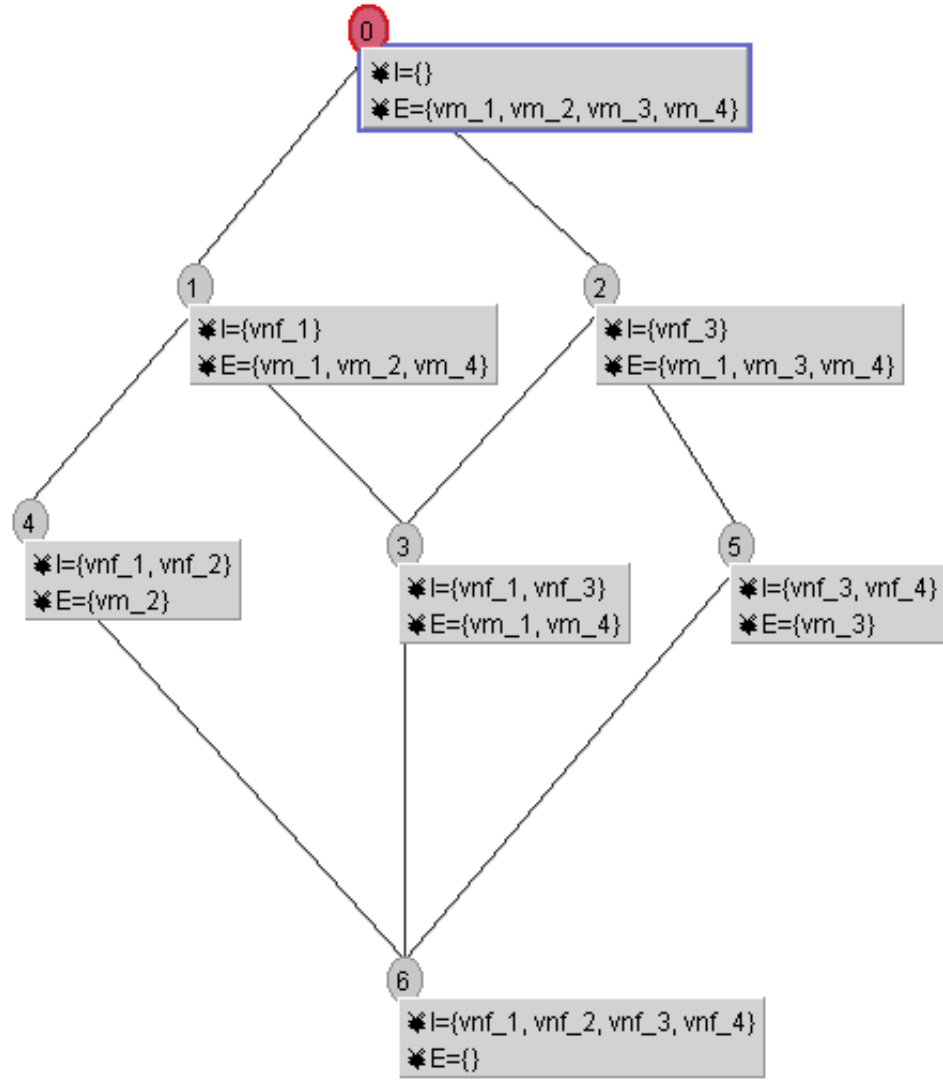 0
I={}
E={vm_1, vm_2, vm_3, vm_4}
1
I={vnf_1}
E={vm_1, vm_2, vm_4}
2
I={vnf_3}
E={vm_1, vm_3, vm_4}
4
I={vnf_1, vnf_2}
E={vm_2}
3
I={vnf_1, vnf_3}
E={vm_1, vm_4}
5
I={vnf_3, vnf_4}
E={vm_3}
6
I={vnf_1, vnf_2, vnf_3, vnf_4}
E={}